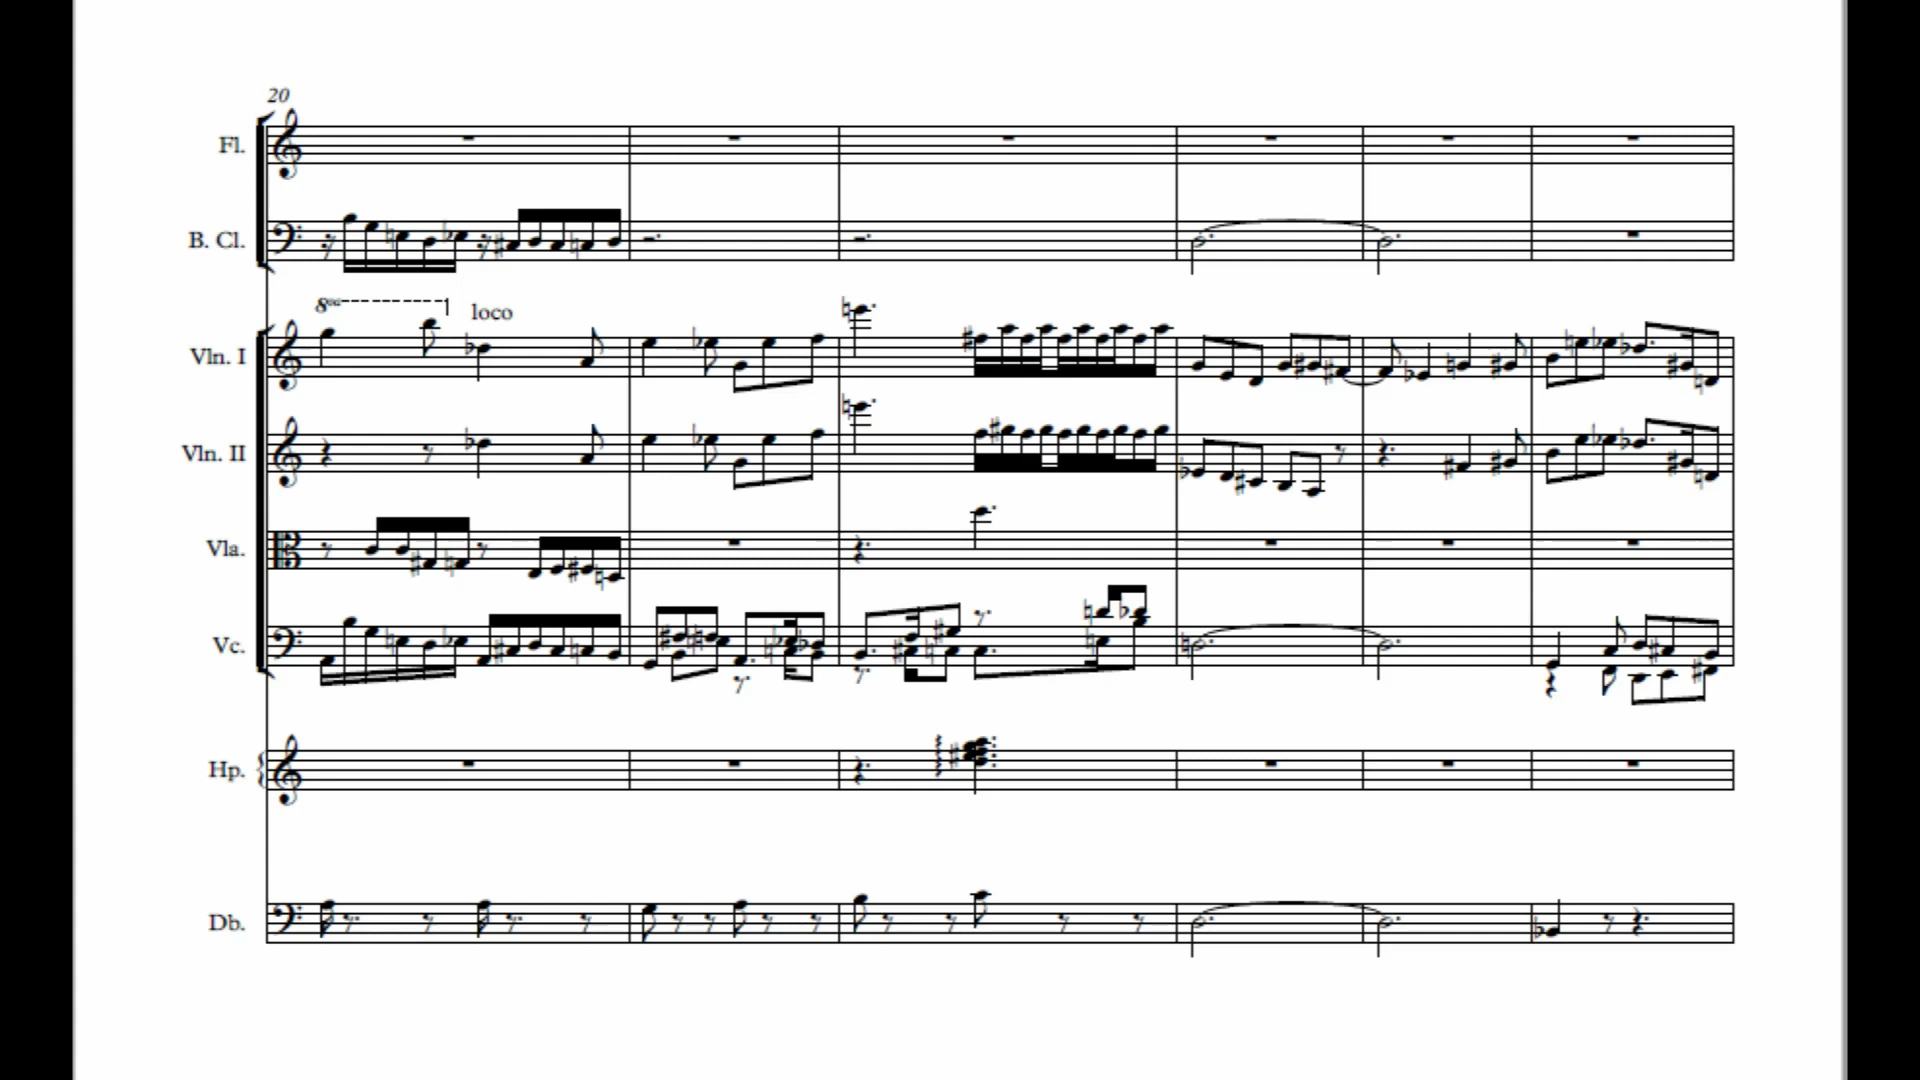 20
Fl.
B. Cl.
8va
loco
Vln. I
Vln. II
Vla.
Vc.
Hp.
Db.